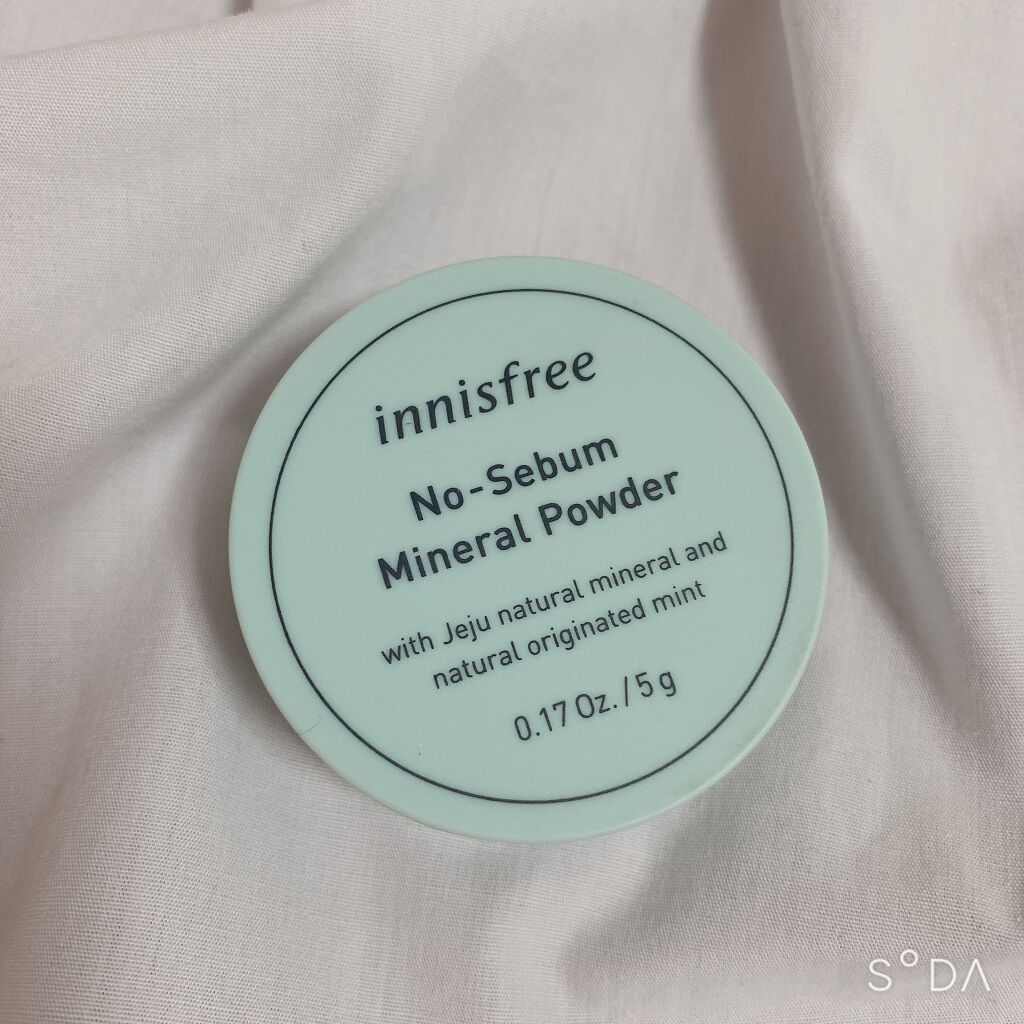 innisfree
No-Sebum
Mineral Powder
with Jeju natural mineral and
natural originated mint
0.17 Oz. / 5 g
S°DA